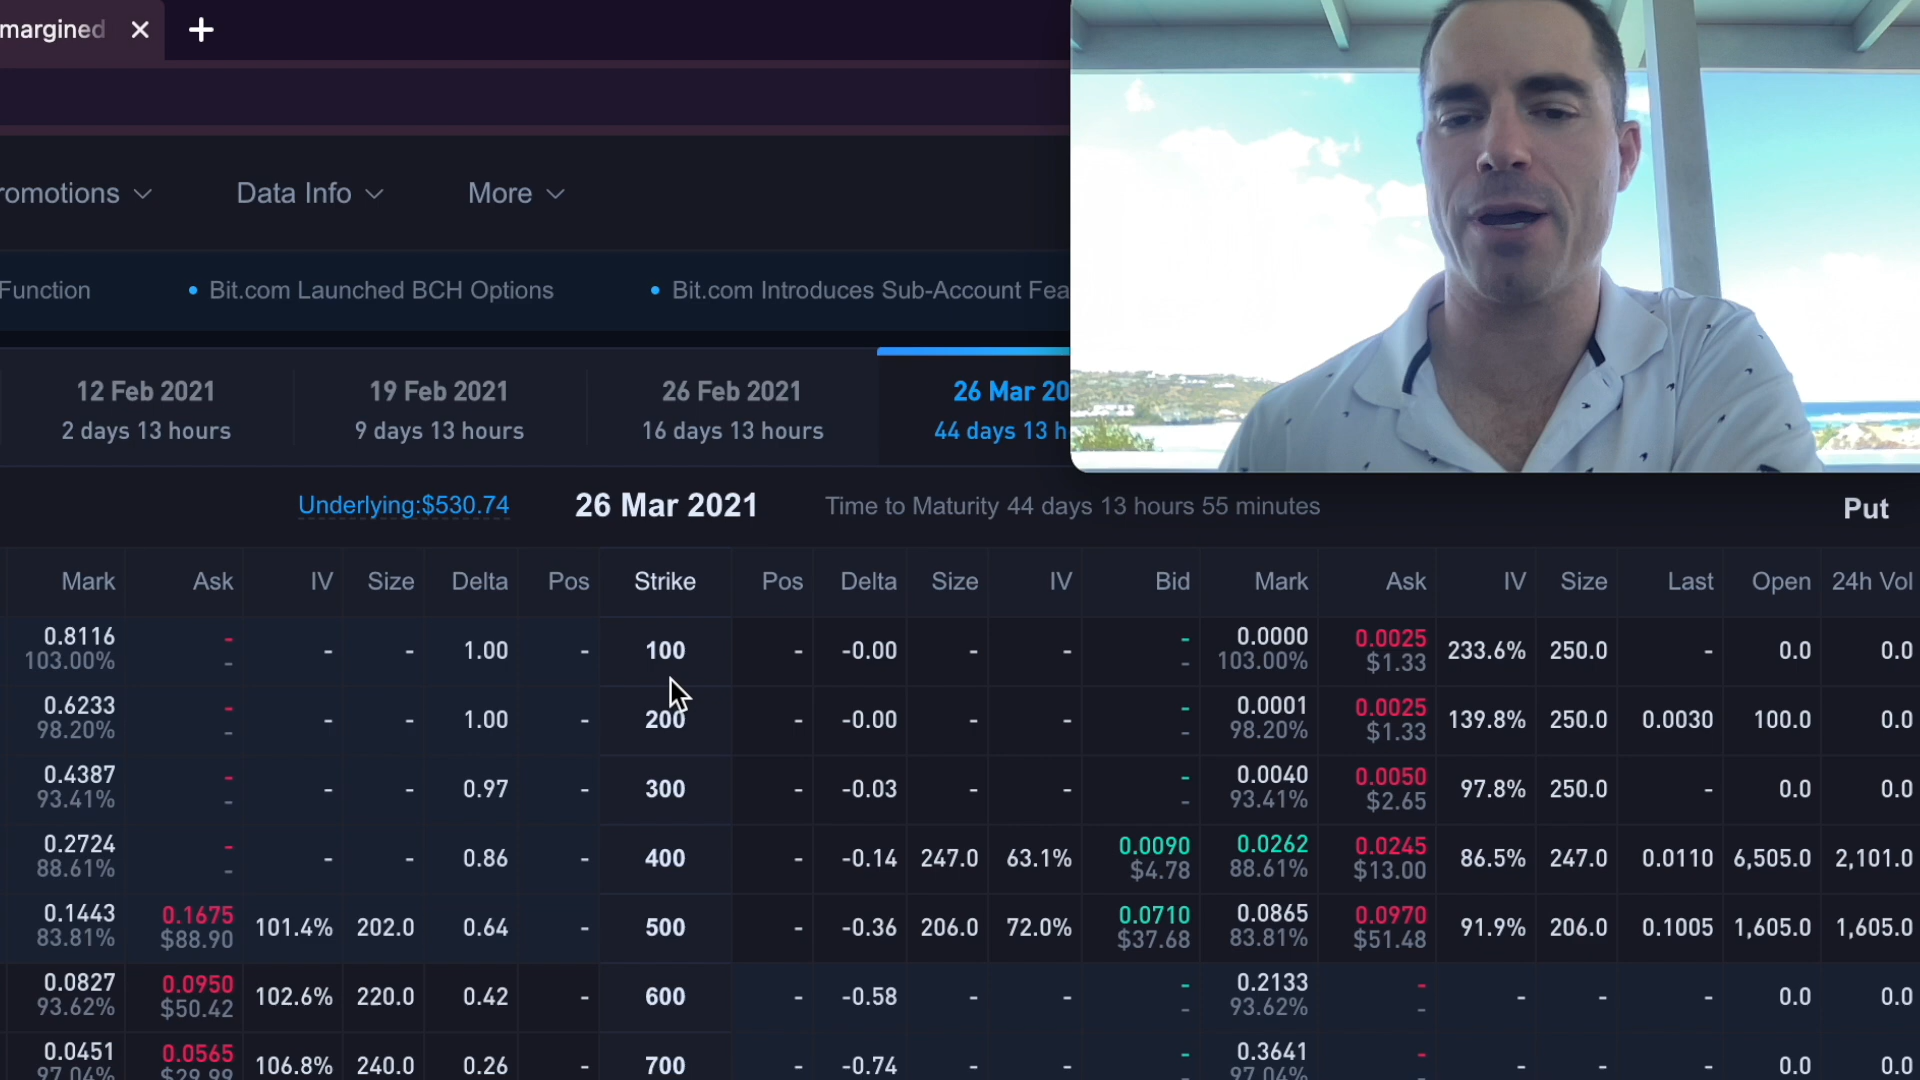 margined
romotions Data Info More
Function • Bit.com Launched BCH Options • Bit.com Introduces Sub-Account Fea
12 Feb 2021 19 Feb 2021 26 Feb 2021 26 Mar 20
2 days 13 hours 9 days 13 hours 16 days 13 hours 44 days 13 h
Underlying:$530.74 26 Mar 2021 Time to Maturity 44 days 13 hours 55 minutes Put
Mark Ask IV Size Delta Pos Strike Pos Delta Size IV Bid Mark Ask IV Size Last Open 24h Vol
0.8116 - - - 1.00 - 100 - -0.00 - - - 0.0000 0.0025 233.6% 250.0 - 0.0 0.0
103.00% - - 103.00% $1.33
0.6233 - - - 1.00 - 200 - -0.00 - - - 0.0001 0.0025 139.8% 250.0 0.0030 100.0 0.0
98.20% - - 98.20% $1.33
0.4387 - - - 0.97 - 300 - -0.03 - - - 0.0040 0.0050 97.8% 250.0 - 0.0 0.0
93.41% - - 93.41% $2.65
0.2724 - - - 0.86 - 400 - -0.14 247.0 63.1% 0.0090 0.0262 0.0245 86.5% 247.0 0.0110 6,505.0 2,101.0
88.61% - $4.78 88.61% $13.00
0.1443 0.1675 101.4% 202.0 0.64 - 500 - -0.36 206.0 72.0% 0.0710 0.0865 0.0970 91.9% 206.0 0.1005 1,605.0 1,605.0
83.81% $88.90 $37.68 83.81% $51.48
0.0827 0.0950 102.6% 220.0 0.42 - 600 - -0.58 - - - 0.2133 - - - - 0.0 0.0
93.62% $50.42 - 93.62% -
0.0451 0.0565 106.8% 240.0 0.26 - 700 - -0.74 - - - 0.3641 - - - - 0.0 0.0
97.04% $29.99 - 97.04% -